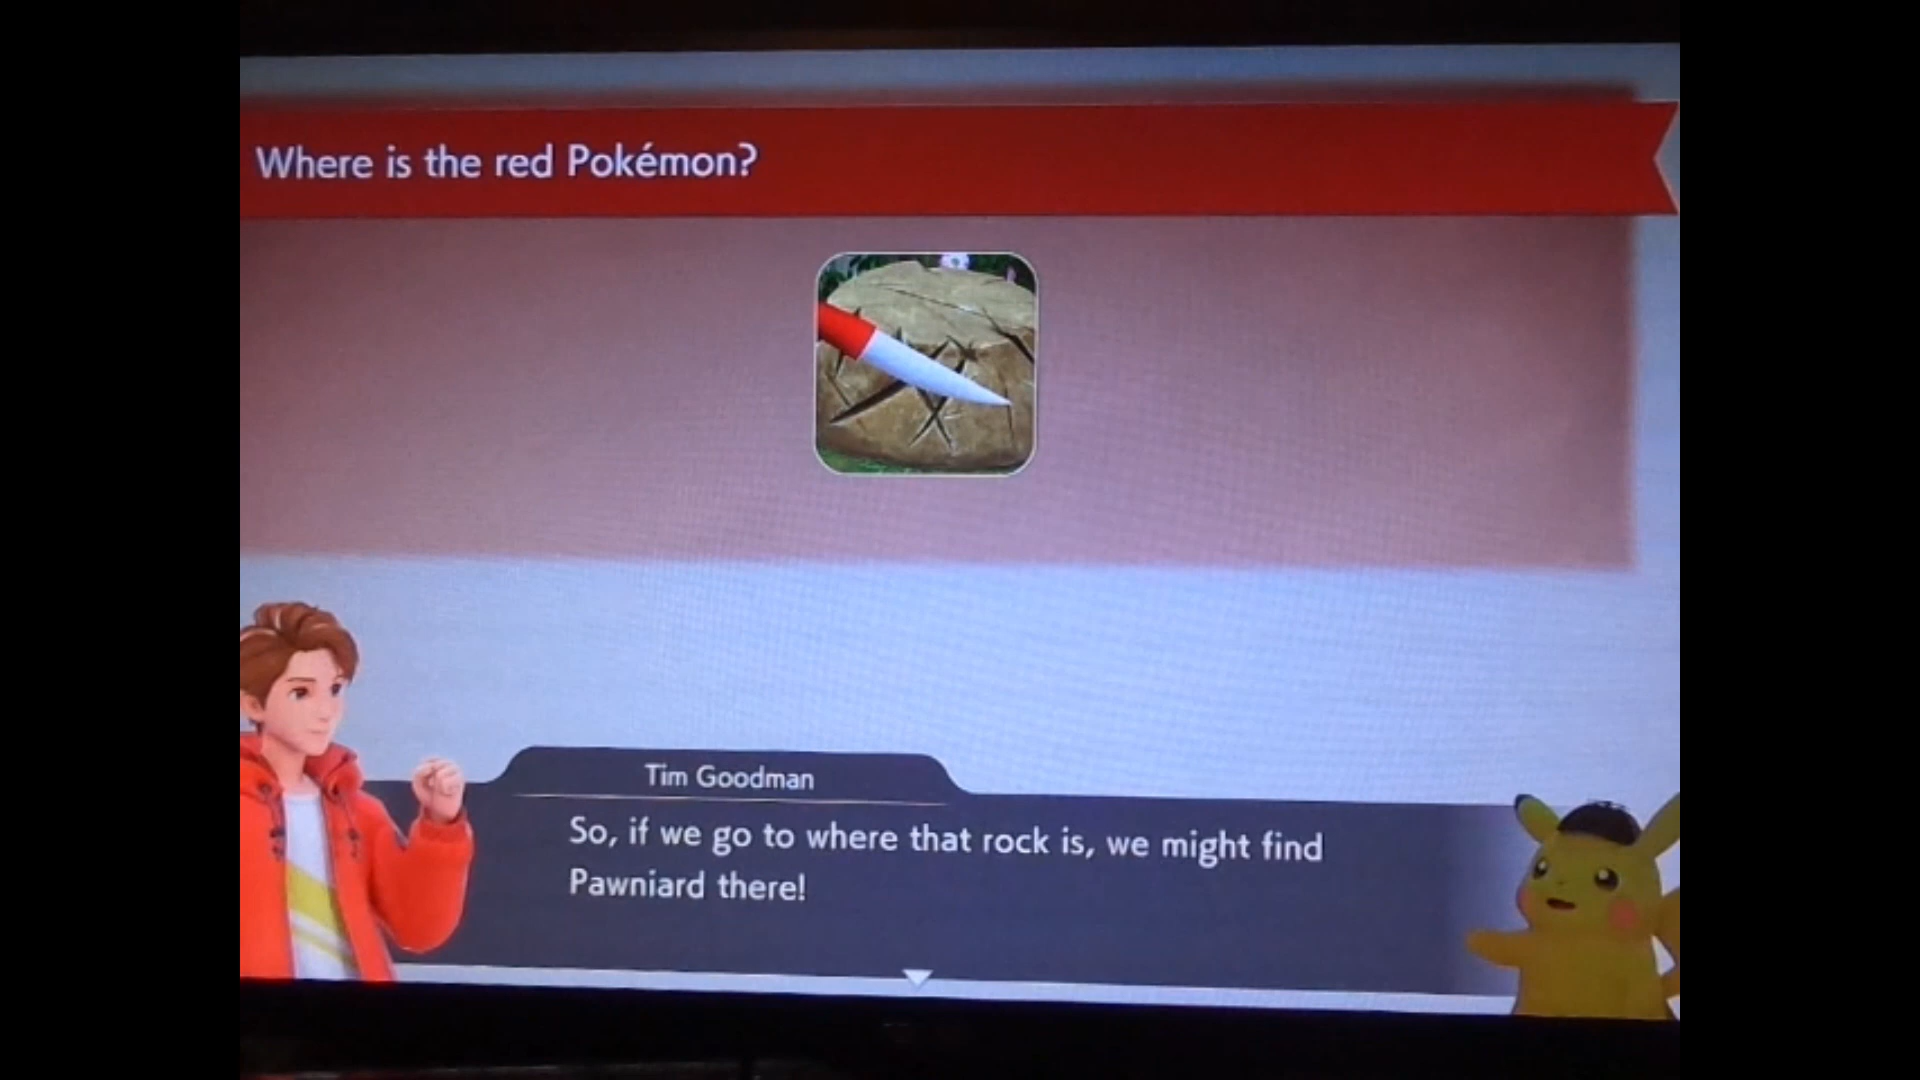 Where is the red Pokémon?
Tim Goodman
So, if we go to where that rock is, we might find
Pawniard there!